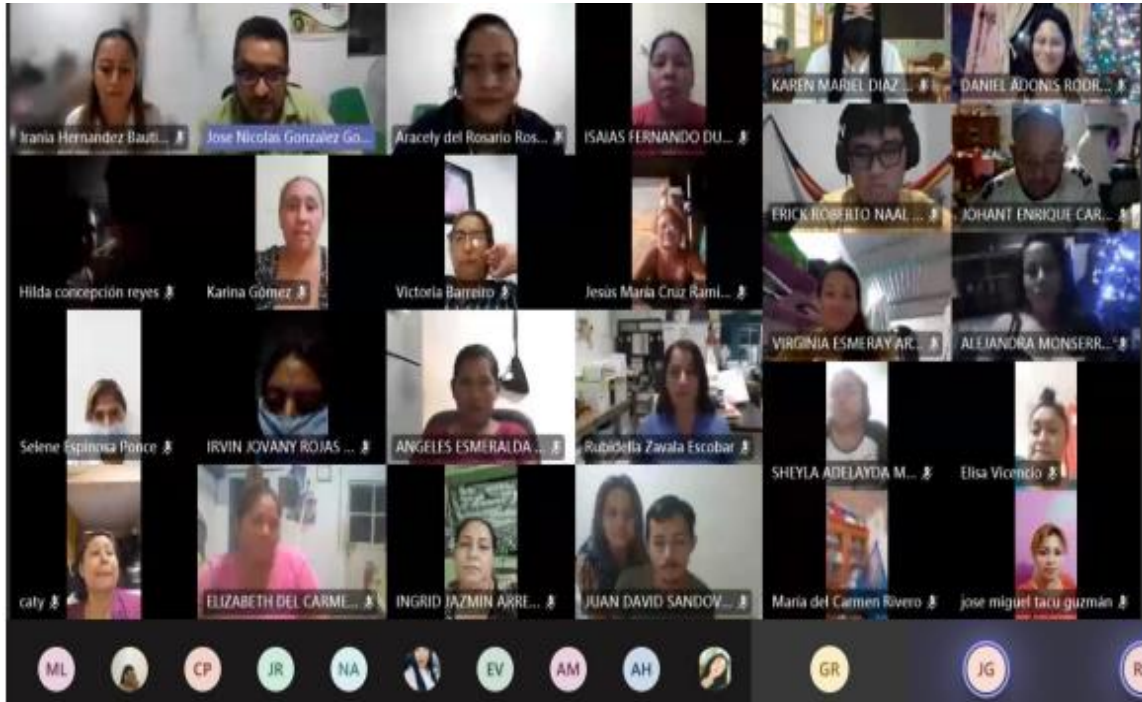 Irania Hernandez Bauti...
Jose Nicolas Gonzalez Go...
Aracely del Rosario Ros...
ISAIAS FERNANDO DU...
KAREN MARIEL DIAZ ...
DANIEL ADONIS RODR...
ERICK ROBERTO NAAL ...
JOHANT ENRIQUE CAR...
Hilda concepción reyes
Karina Gómez
Victoria Barreiro
Jesús María Cruz Rami...
VIRGINIA ESMERAY AR...
ALEJANDRA MONSERR...
Selene Espinosa Ponce
IRVIN JOVANY ROJAS ...
ANGELES ESMERALDA ...
Rubidelia Zavala Escobar
SHEYLA ADELAYDA M...
Elisa Vicencio
caty
ELIZABETH DEL CARME...
INGRID JAZMIN ARRE...
JUAN DAVID SANDOV...
Maria del Carmen Rivero
jose miguel tacu guzmán
ML
CP
JR
NA
EV
AM
AH
GR
JG
R